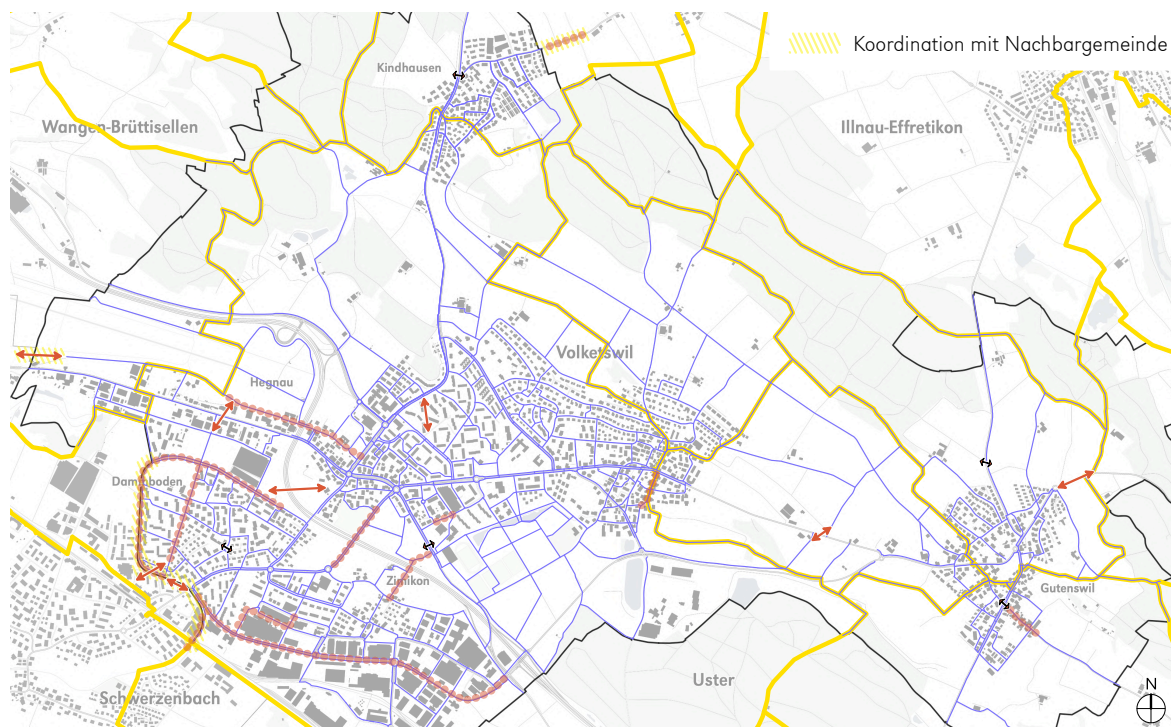 Koordination mit Nachbargemeinde
Kindhausen
Wangen-Brüttisellen
Illnau-Effretikon
Volketswil
Hegnau
Dammboden
Zimikon
Gutenswil
Uster
Schwerzenbach
N